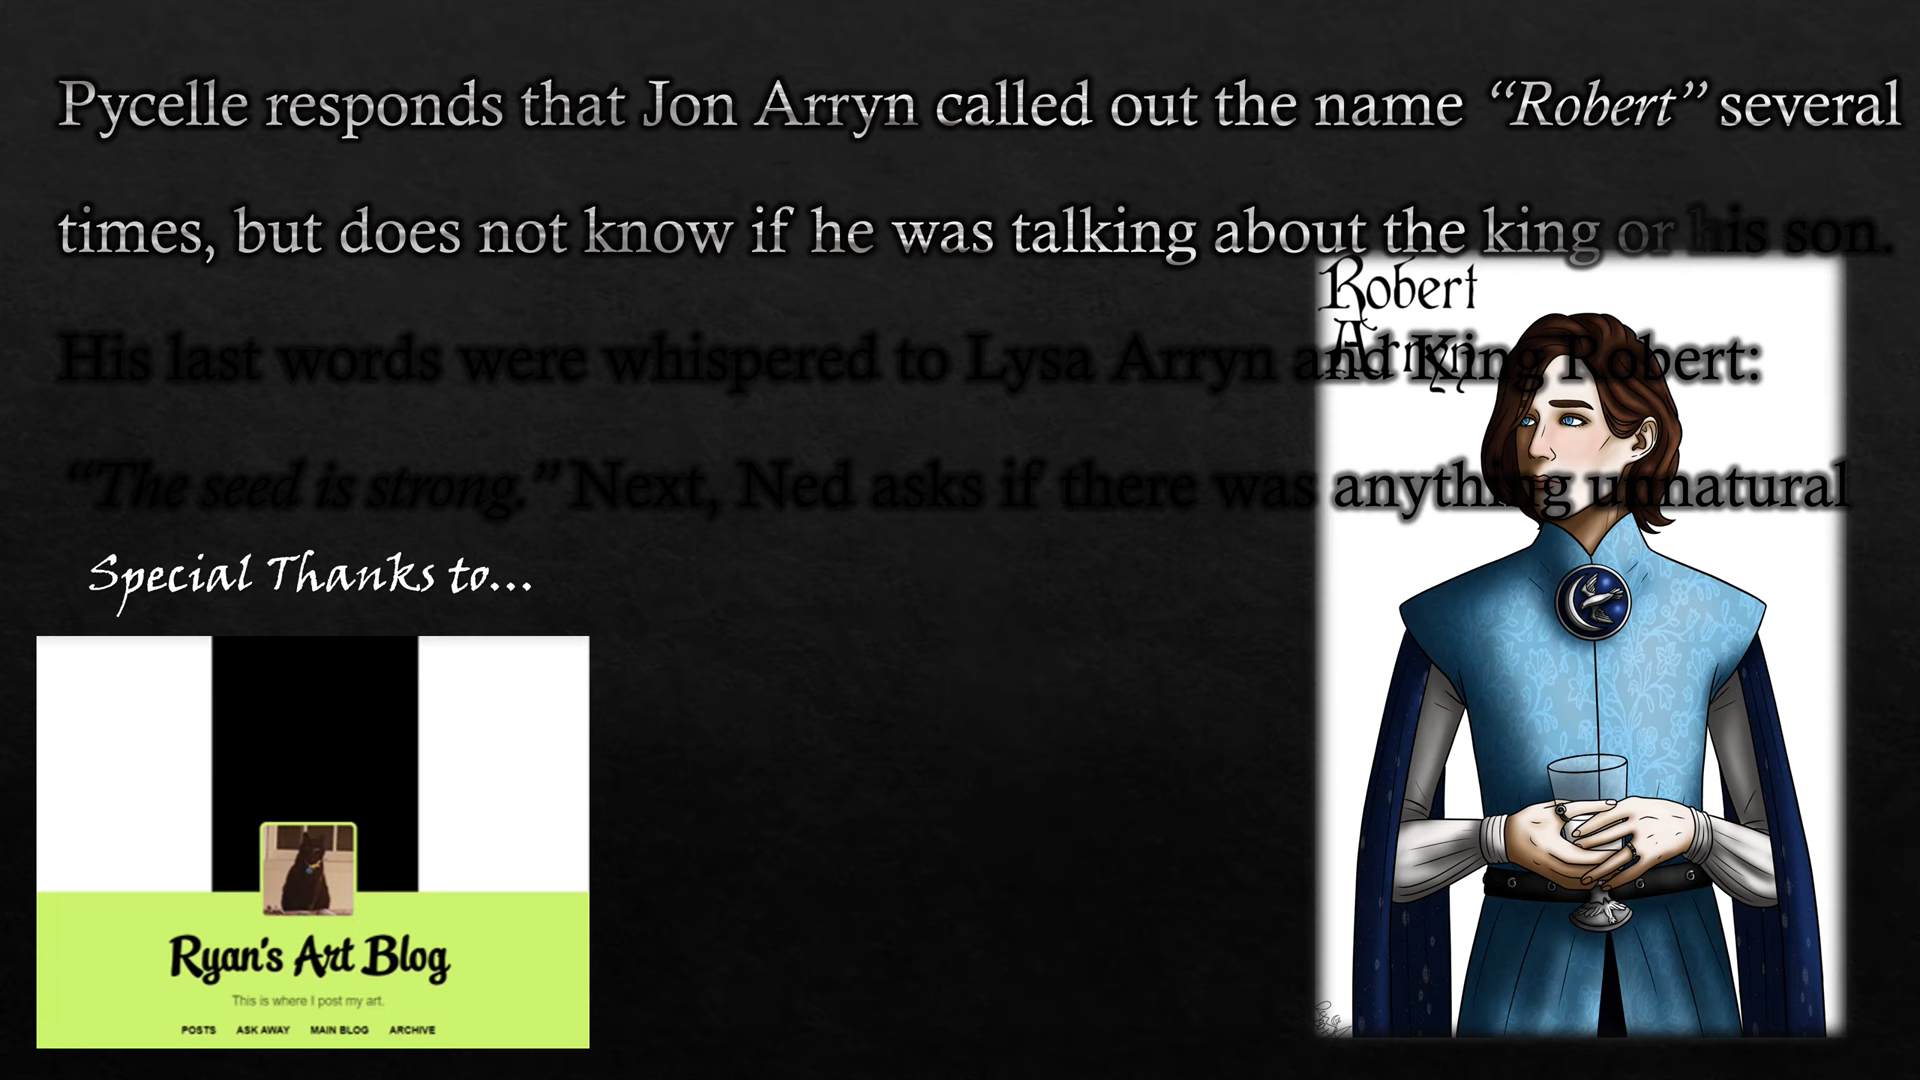 Pycelle responds that Jon Arryn called out the name “Robert” several
times, but does not know if he was talking about the king or his son.
Robert
Arryn
His last words were whispered to Lysa Arryn and King Robert:
“The seed is strong.” Next, Ned asks if there was anything unnatural
Special Thanks to...
Ryan's Art Blog
This is where I post my art.
POSTS ASK AWAY MAIN BLOG ARCHIVE